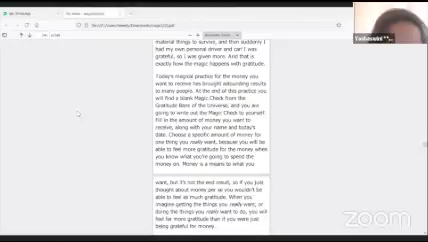 material things to survive, and then suddenly I
had my own personal driver and car! I was
grateful, so I was given more. And that is
exactly how the magic happens with gratitude.
Today's magical practice for the money you
want to receive has brought astounding results
to many people. At the end of this practice you
will find a blank Magic Check from the
Gratitude Bank of the Universe, and you are
going to write out the Magic Check to yourself
fill in the amount of money you want to
receive, along with your name and today's
date. Choose a specific amount of money for
one thing you really want, because you will be
able to feel more gratitude for the money when
you know what you're going to spend the
money on. Money is a means to what you
want, but it's not the end result, so if you just
thought about money per se you wouldn't be
able to feel as much gratitude. When you
imagine getting the things you really want, or
doing the things you really want to do, you will
feel far more gratitude than if you were just
being grateful for money.
zoom